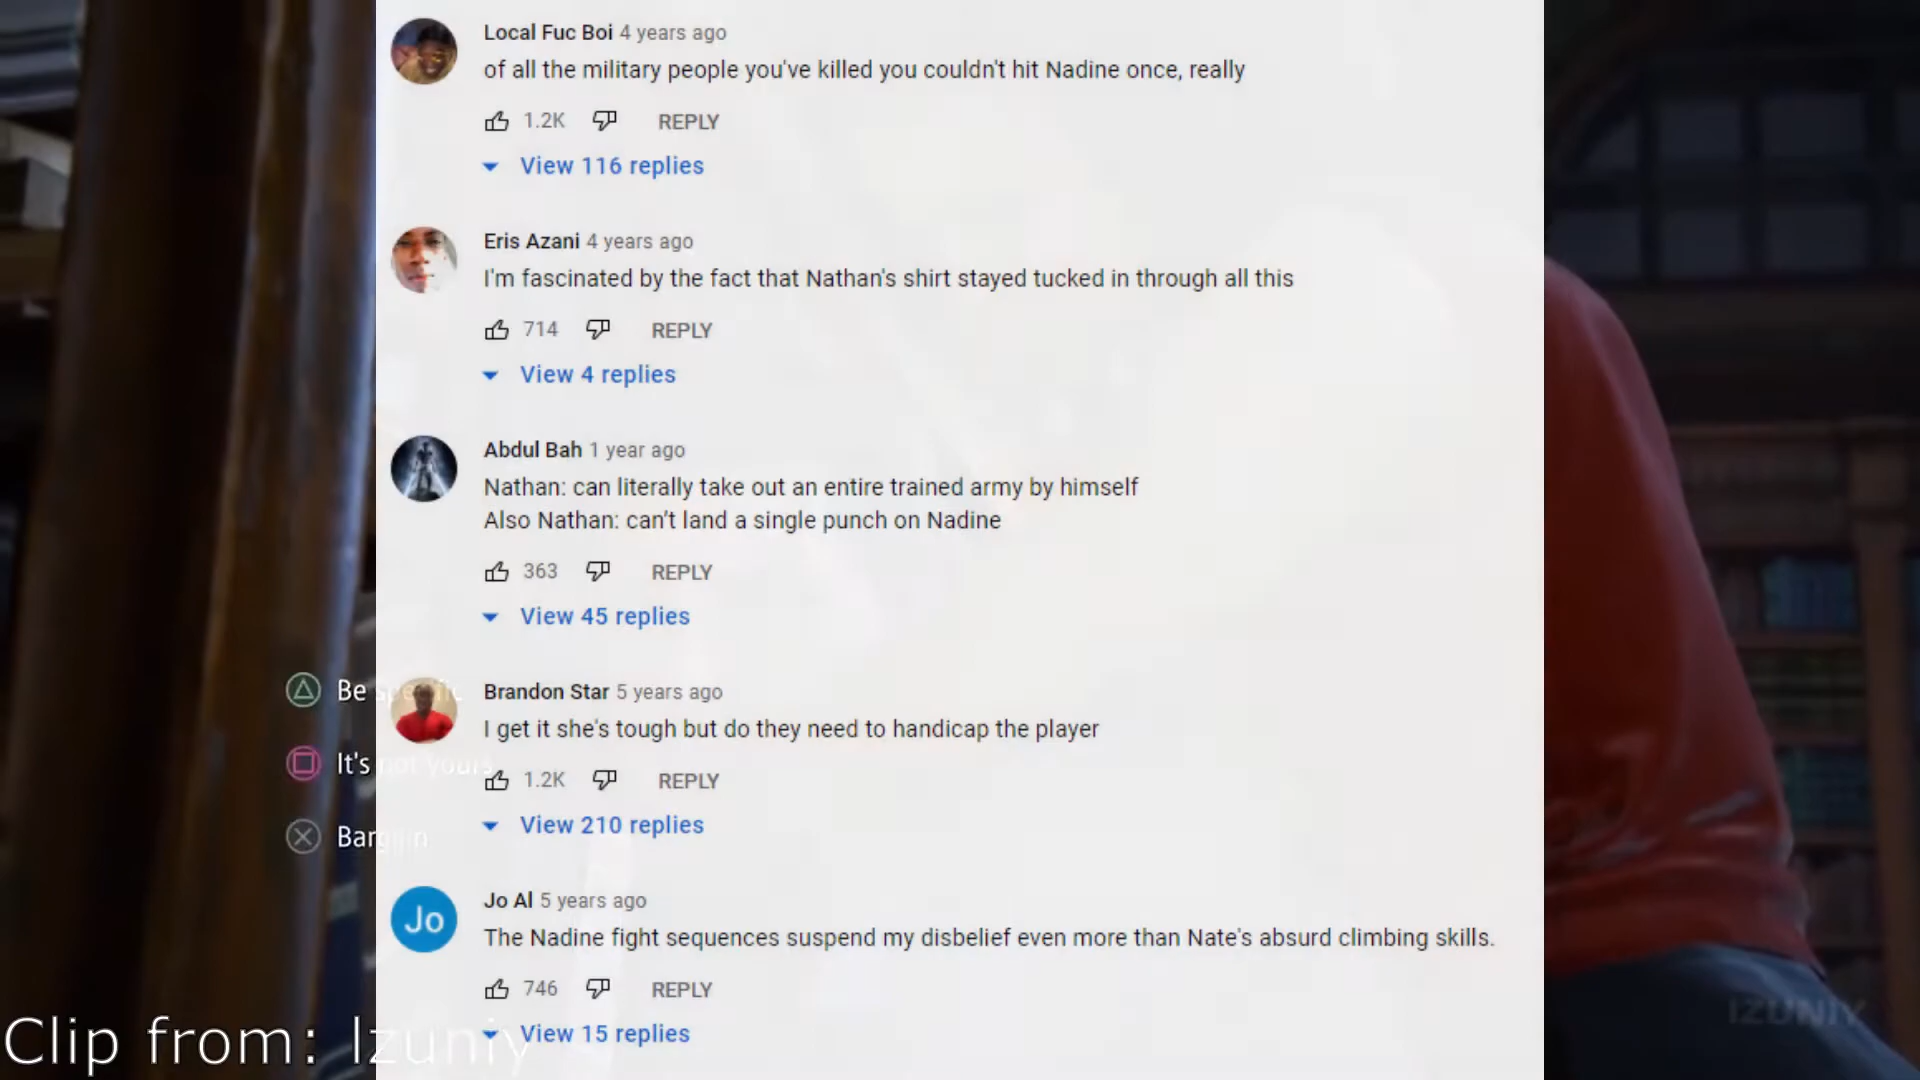 Local Fuc Boi 4 years ago
of all the military people you've killed you couldn't hit Nadine once, really
1.2K REPLY
View 116 replies
Eris Azani 4 years ago
I'm fascinated by the fact that Nathan's shirt stayed tucked in through all this
714 REPLY
View 4 replies
Abdul Bah 1 year ago
Nathan: can literally take out an entire trained army by himself
Also Nathan: can't land a single punch on Nadine
363 REPLY
View 45 replies
Be specific
Brandon Star 5 years ago
I get it she's tough but do they need to handicap the player
It's not yours
1.2K REPLY
View 210 replies
Bargain
Jo
Jo Al 5 years ago
The Nadine fight sequences suspend my disbelief even more than Nate's absurd climbing skills.
746 REPLY
View 15 replies
Clip from: Izuniy
IZUNIY